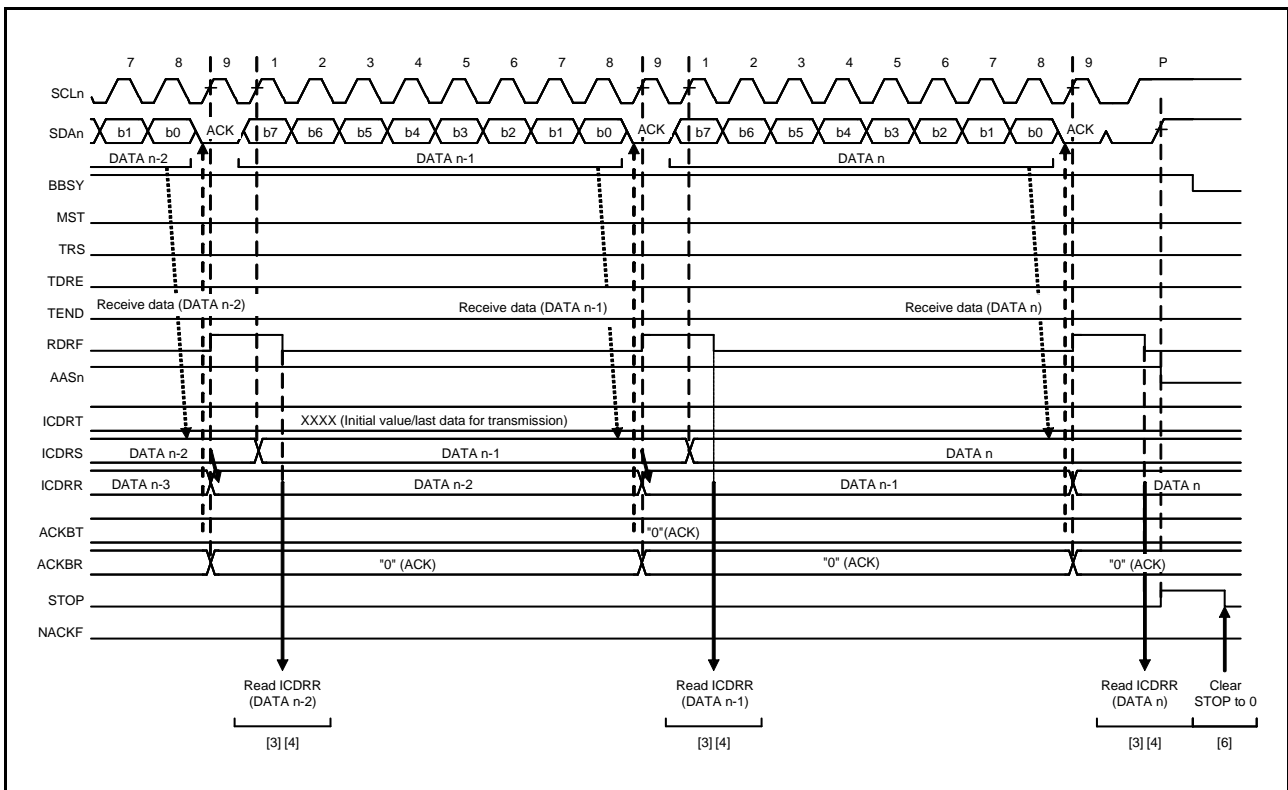 7 8 9 1 2 3 4 5 6 7 8 9 1 2 3 4 5 6 7 8 9 P
SCLn
SDAn b1 b0 ACK b7 b6 b5 b4 b3 b2 b1 b0 ACK b7 b6 b5 b4 b3 b2 b1 b0 ACK
DATA n-2 DATA n-1 DATA n
BBSY
MST
TRS
TDRE
Receive data (DATA n-2) Receive data (DATA n-1) Receive data (DATA n)
TEND
RDRF
AASn
ICDRT XXXX (Initial value/last data for transmission)
ICDRS DATA n-2 DATA n-1 DATA n
ICDRR DATA n-3 DATA n-2 DATA n-1 DATA n
ACKBT "0"(ACK)
ACKBR "0" (ACK) "0" (ACK) "0" (ACK)
STOP
NACKF
Read ICDRR Read ICDRR Read ICDRR Clear
(DATA n-2) (DATA n-1) (DATA n) STOP to 0
[3] [4] [3] [4] [3] [4] [6]